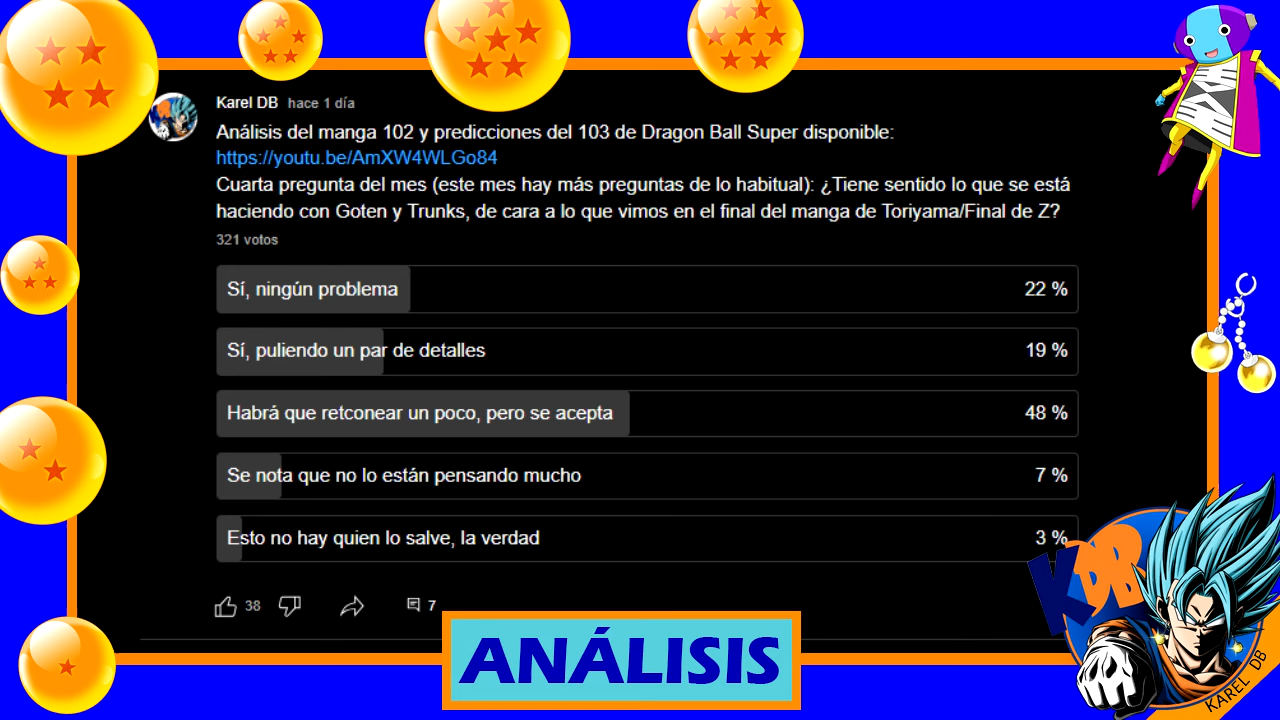 Karel DB hace 1 día
Análisis del manga 102 y predicciones del 103 de Dragon Ball Super disponible:
https://youtu.be/AmXW4WLGo84
Cuarta pregunta del mes (este mes hay más preguntas de lo habitual): ¿Tiene sentido lo que se está
haciendo con Goten y Trunks, de cara a lo que vimos en el final del manga de Toriyama/Final de Z?
321 votos
Sí, ningún problema 22 %
Sí, puliendo un par de detalles 19 %
Habrá que retconear un poco, pero se acepta 48 %
Se nota que no lo están pensando mucho 7 %
Esto no hay quien lo salve, la verdad 3 %
38 7
ANÁLISIS
KDB
KAREL DB